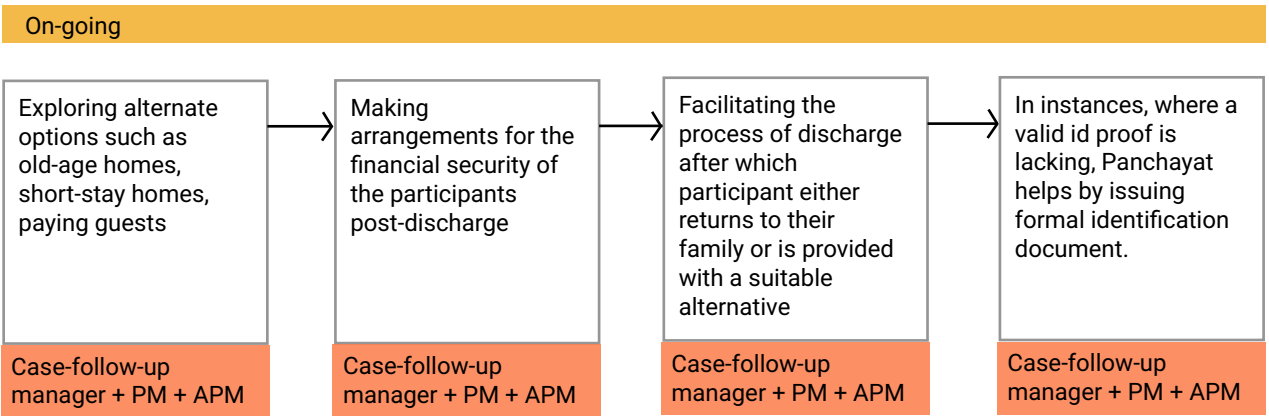 On-going
Exploring alternate
options such as
old-age homes,
short-stay homes,
paying guests
Case-follow-up
manager + PM + APM
Making
arrangements for the
financial security of
the participants
post-discharge
Case-follow-up
manager + PM + APM
Facilitating the
process of discharge
after which
participant either
returns to their
family or is provided
with a suitable
alternative
Case-follow-up
manager + PM + APM
In instances, where a
valid id proof is
lacking, Panchayat
helps by issuing
formal identification
document.
Case-follow-up
manager + PM + APM